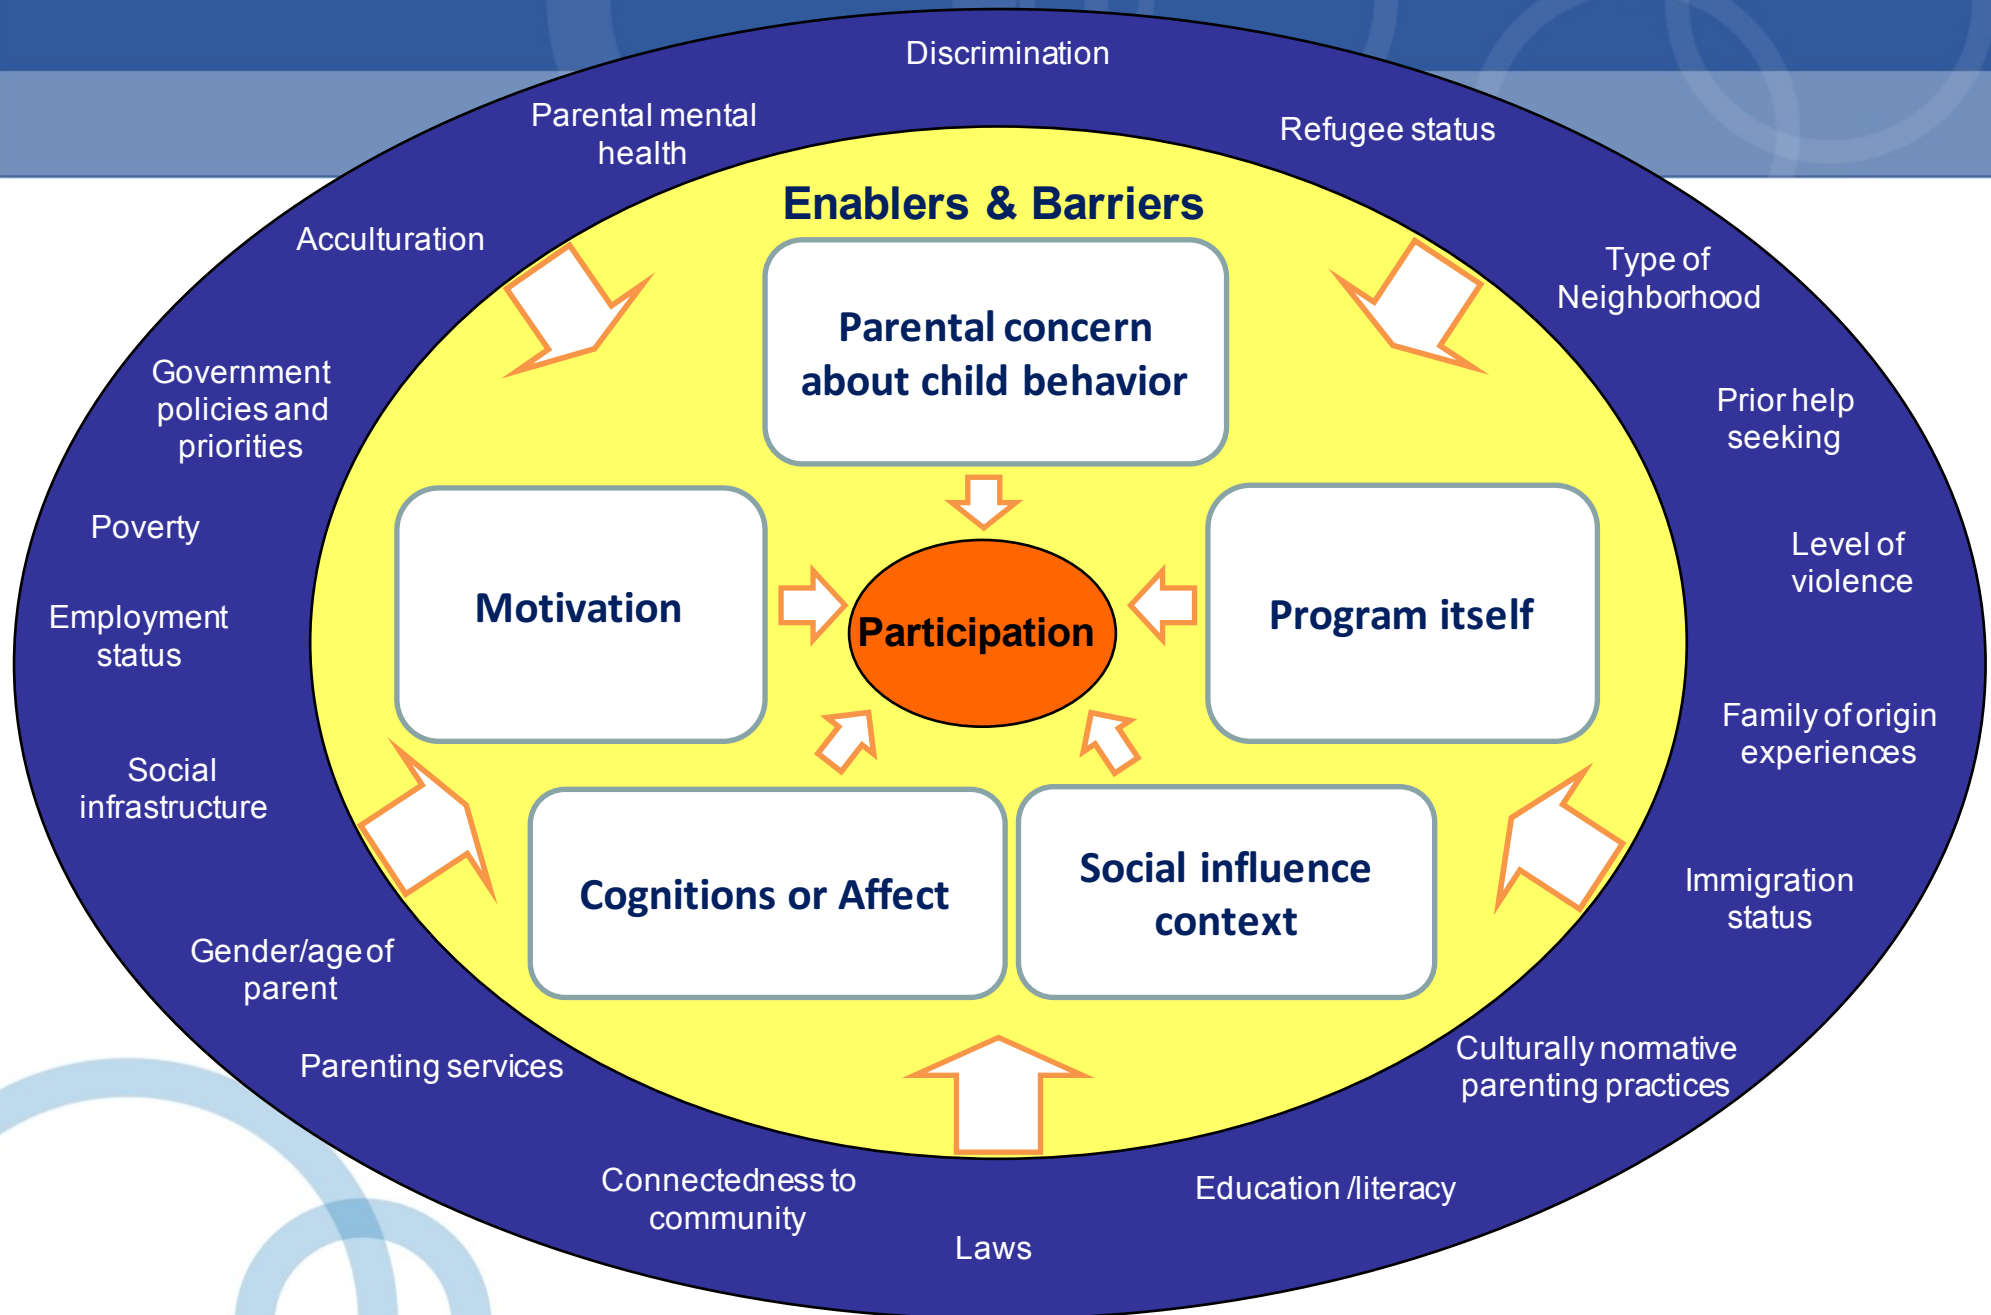 Discrimination
Parental mental
health
Refugee status
Enablers & Barriers
Acculturation
Type of
Neighborhood
Parental concern
about child behavior
Government
policies and
priorities
Prior help
seeking
Poverty
Level of
violence
Motivation
Participation
Program itself
Employment
status
Family of origin
experiences
Social
infrastructure
Cognitions or Affect
Social influence
context
Immigration
status
Gender/age of
parent
Parenting services
Culturally normative
parenting practices
Connectedness to
community
Education /literacy
Laws